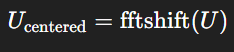 U_centered = fftshift(U)